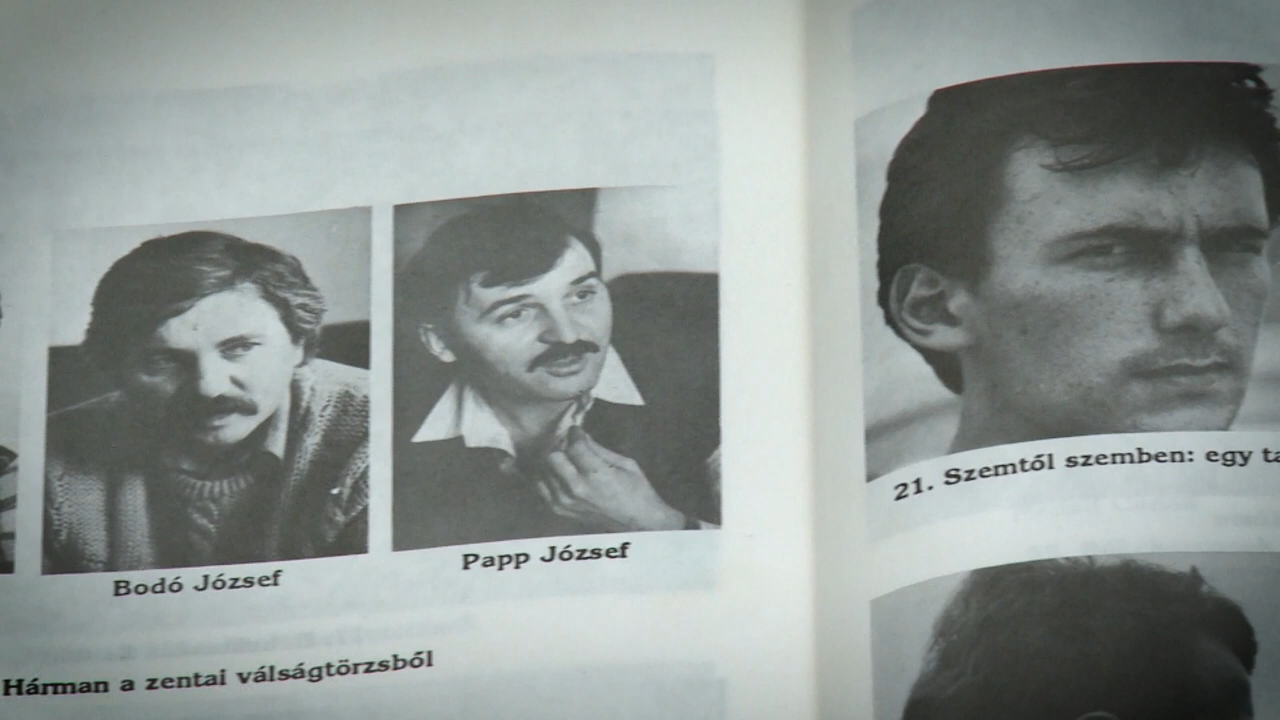 Bodó József
Papp József
Hárman a zentai válságtörzsből
21. Szemtől szemben: egy